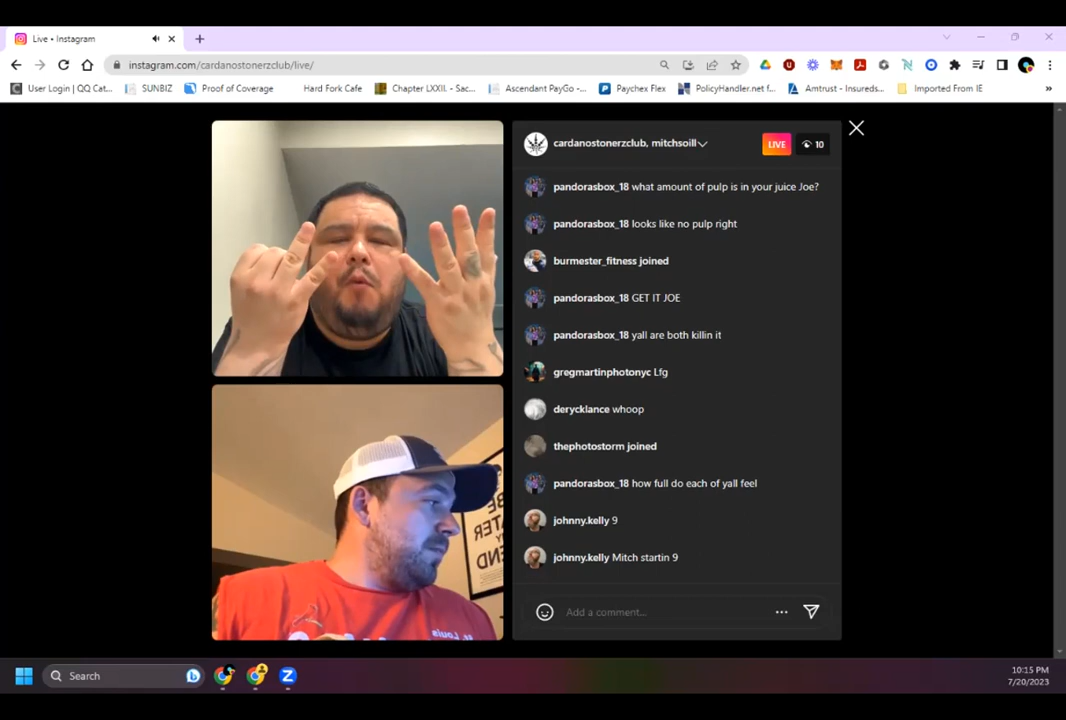 Live • Instagram
instagram.com/cardanostonerzclub/live/
User Login | QQ Cat...
SUNBIZ
Proof of Coverage
Hard Fork Cafe
Chapter LXXII. - Sac...
Ascendant PayGo -...
Paychex Flex
PolicyHandler.net f...
Amtrust - Insureds...
Imported From IE
»
cardanostonerzclub, mitchsoill
LIVE
10
pandorasbox_18 what amount of pulp is in your juice Joe?
pandorasbox_18 looks like no pulp right
burmester_fitness joined
pandorasbox_18 GET IT JOE
pandorasbox_18 yall are both killin it
gregmartinphotonyc Lfg
derycklance whoop
thephotostorm joined
pandorasbox_18 how full do each of yall feel
johnny.kelly 9
johnny.kelly Mitch startin 9
Add a comment...
St. Louis
Search
10:15 PM
7/20/2023